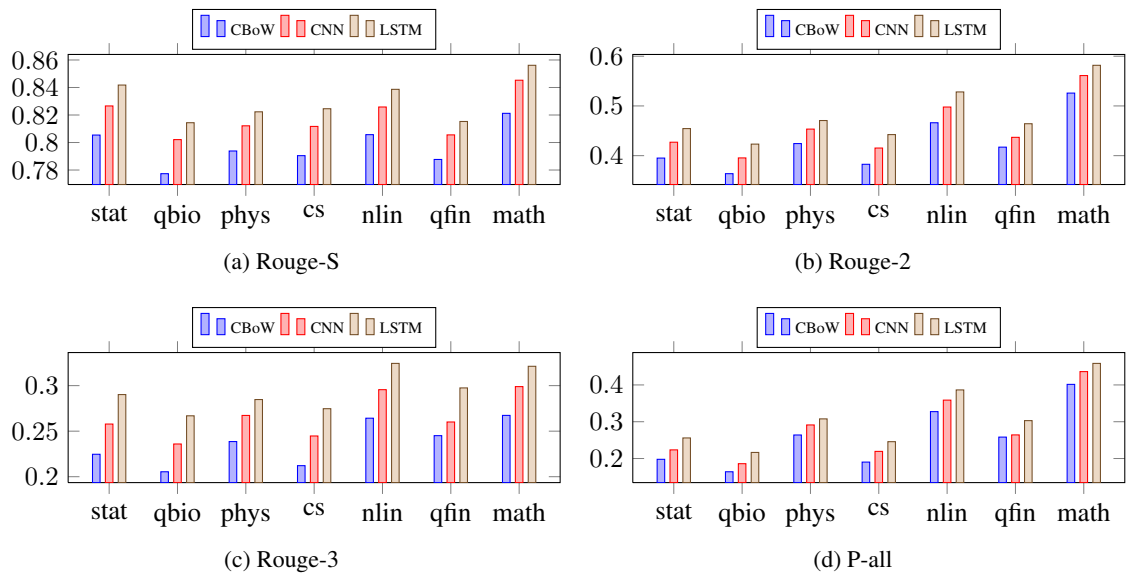 CBoW CNN LSTM
0.86
0.84
0.82
0.8
0.78
stat qbio phys cs nlin qfin math
(a) Rouge-S
CBoW CNN LSTM
0.6
0.5
0.4
stat qbio phys cs nlin qfin math
(b) Rouge-2
CBoW CNN LSTM
0.3
0.25
0.2
stat qbio phys cs nlin qfin math
(c) Rouge-3
CBoW CNN LSTM
0.4
0.3
0.2
stat qbio phys cs nlin qfin math
(d) P-all